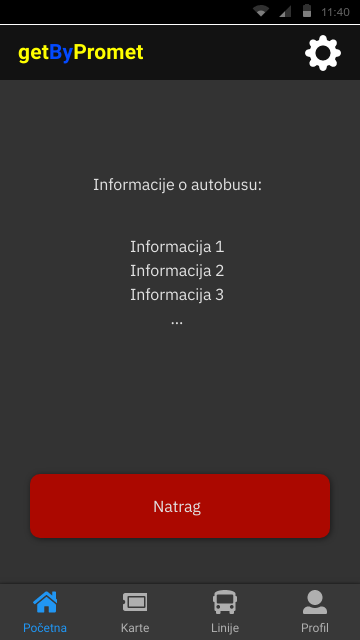 11:40
getByPromet
Informacije o autobusu:
Informacija 1
Informacija 2
Informacija 3
...
Natrag
Početna Karte Linije Profil